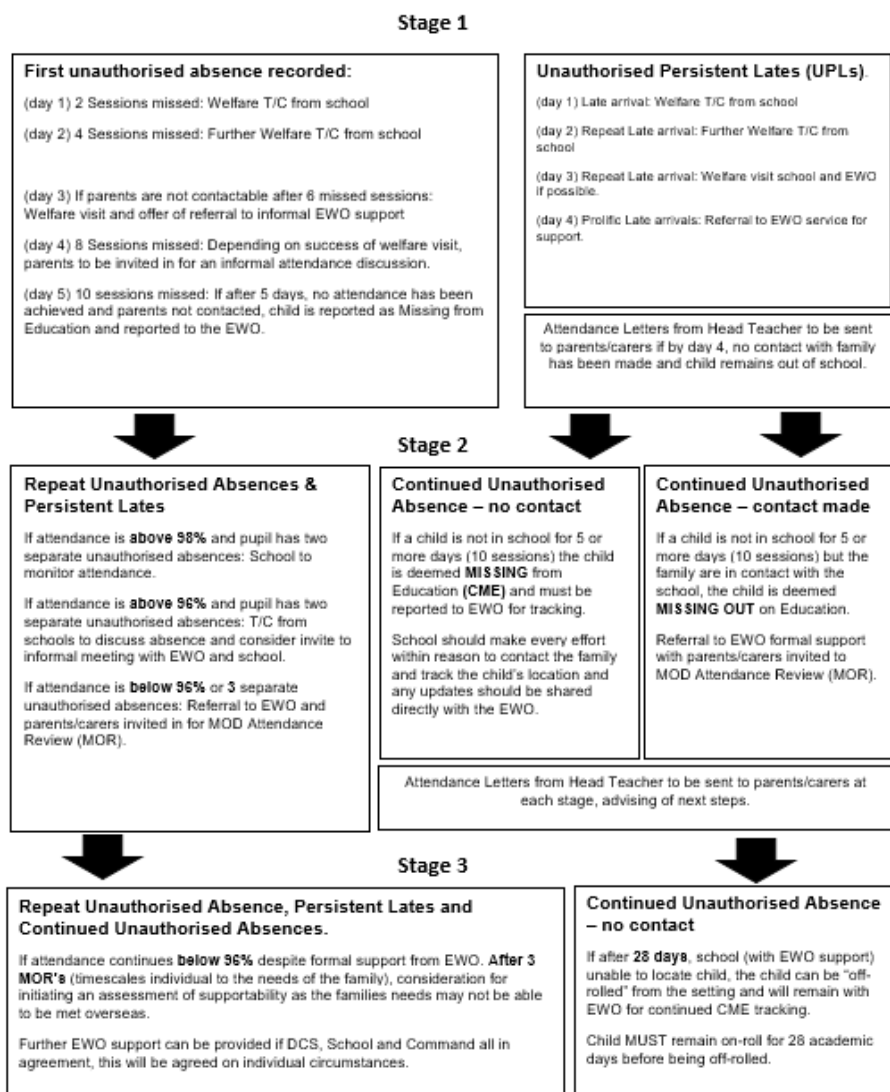 Stage 1
First unauthorised absence recorded:
(day 1) 2 Sessions missed: Welfare T/C from school
(day 2) 4 Sessions missed: Further Welfare T/C from school
(day 3) If parents are not contactable after 6 missed sessions:
Welfare visit and offer of referral to informal EWO support
(day 4) 8 Sessions missed: Depending on success of welfare visit,
parents to be invited in for an informal attendance discussion.
(day 5) 10 sessions missed: If after 5 days, no attendance has been
achieved and parents not contacted, child is reported as Missing from
Education and reported to the EWO.
Unauthorised Persistent Lates (UPLs).
(day 1) Late arrival: Welfare T/C from school
(day 2) Repeat Late arrival: Further Welfare T/C from
school
(day 3) Repeat Late arrival: Welfare visit school and EWO
if possible.
(day 4) Prolific Late arrivals: Referral to EWO service for
support.
Attendance Letters from Head Teacher to be sent
to parents/carers if by day 4, no contact with family
has been made and child remains out of school.
Stage 2
Repeat Unauthorised Absences &
Persistent Lates
If attendance is above 98% and pupil has two
separate unauthorised absences: School to
monitor attendance.
If attendance is above 96% and pupil has two
separate unauthorised absences: T/C from
schools to discuss absence and consider invite to
informal meeting with EWO and school.
If attendance is below 96% or 3 separate
unauthorised absences: Referral to EWO and
parents/carers invited in for MOD Attendance
Review (MOR).
Continued Unauthorised
Absence – no contact
If a child is not in school for 5 or
more days (10 sessions) the child
is deemed MISSING from
Education (CME) and must be
reported to EWO for tracking.
School should make every effort
within reason to contact the family
and track the child's location and
any updates should be shared
directly with the EWO.
Continued Unauthorised
Absence – contact made
If a child is not in school for 5 or
more days (10 sessions) but the
family are in contact with the
school, the child is deemed
MISSING OUT on Education.
Referral to EWO formal support
with parents/carers invited to
MOD Attendance Review (MOR).
Attendance Letters from Head Teacher to be sent to parents/carers at
each stage, advising of next steps.
Stage 3
Repeat Unauthorised Absence, Persistent Lates and
Continued Unauthorised Absences.
If attendance continues below 96% despite formal support from EWO. After 3
MOR's (timescales individual to the needs of the family), consideration for
initiating an assessment of supportability as the families needs may not be able
to be met overseas.
Further EWO support can be provided if DCS, School and Command all in
agreement, this will be agreed on individual circumstances.
Continued Unauthorised Absence
– no contact
If after 28 days, school (with EWO support)
unable to locate child, the child can be "off-
rolled" from the setting and will remain with
EWO for continued CME tracking.
Child MUST remain on-roll for 28 academic
days before being off-rolled.